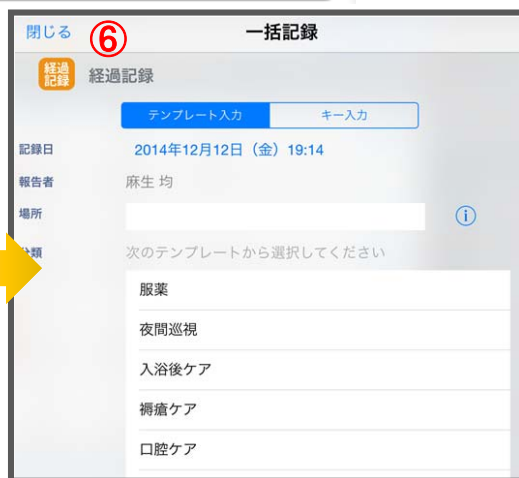 閉じる ⑥ 一括記録
経過記録 経過記録
テンプレート入力 キー入力
記録日 2014年12月12日（金）19:14
報告者 麻生 均
場所
類 次のテンプレートから選択してください
服薬
夜間巡視
入浴後ケア
褥瘡ケア
口腔ケア